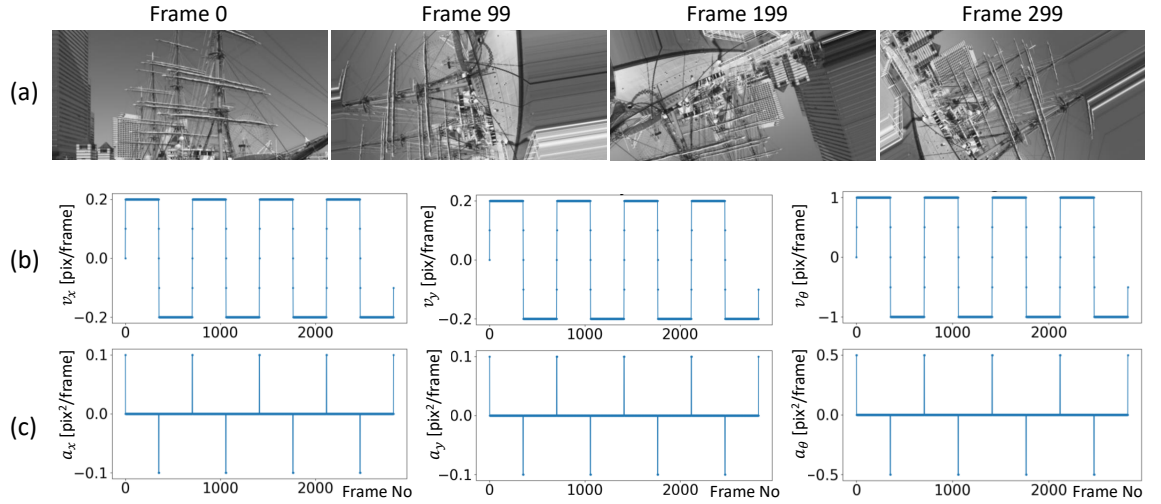 Frame 0 Frame 99 Frame 199 Frame 299
(a)
(b)
v_x [pix/frame]
0.2
0.0
−0.2
0 1000 2000
v_y [pix/frame]
0.2
0.0
−0.2
0 1000 2000
v_θ [pix/frame]
1
0
−1
0 1000 2000
(c)
a_x [pix²/frame]
0.1
0.0
−0.1
0 1000 2000 Frame No
a_y [pix²/frame]
0.1
0.0
−0.1
0 1000 2000 Frame No
a_θ [pix²/frame]
0.5
0.0
−0.5
0 1000 2000 Frame No